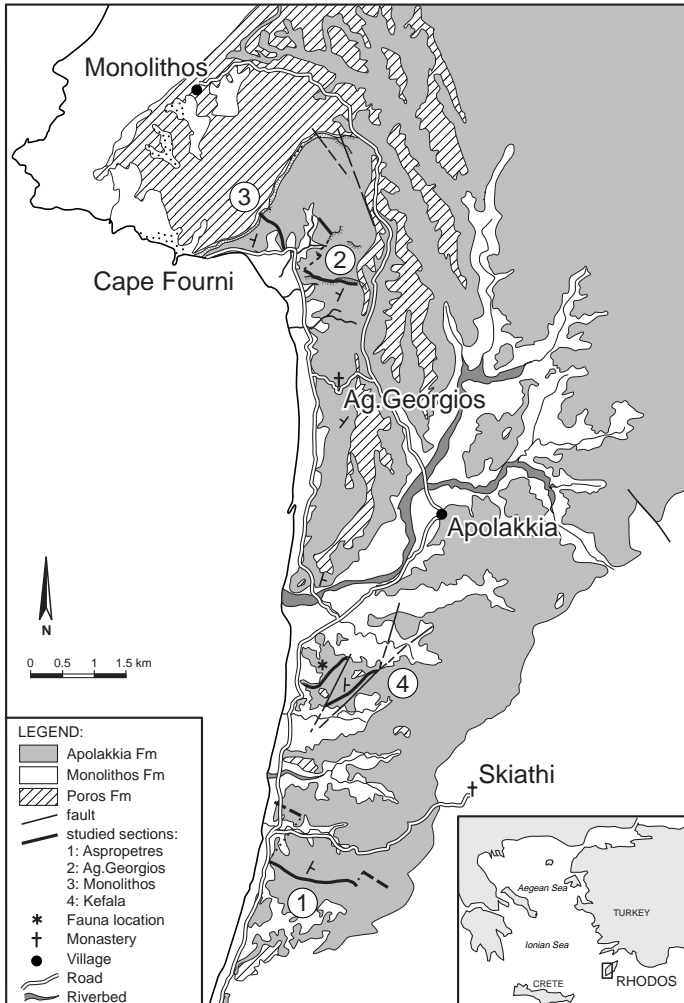 Monolithos
3
2
Cape Fourni
Ag.Georgios
Apolakkia
N
0 0.5 1 1.5 km
4
Skiathi
1
LEGEND:
Apolakkia Fm
Monolithos Fm
Poros Fm
fault
studied sections:
1: Aspropetres
2: Ag.Georgios
3: Monolithos
4: Kefala
Fauna location
Monastery
Village
Road
Riverbed
Aegean Sea
TURKEY
Ionian Sea
CRETE
RHODOS